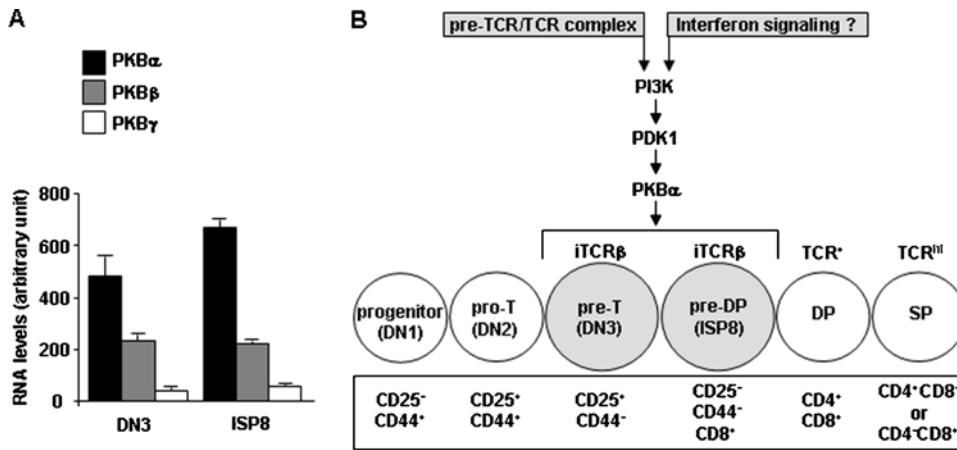 A
PKBα
PKBβ
PKBγ
RNA levels (arbitrary unit)
800
600
400
200
0
DN3 ISP8
B
pre-TCR/TCR complex Interferon signaling ?
PI3K
PDK1
PKBα
iTCRβ iTCRβ TCR⁺ TCRʰⁱ
progenitor pro-T pre-T pre-DP DP SP
(DN1) (DN2) (DN3) (ISP8)
CD25⁻ CD25⁺ CD25⁺ CD25⁻ CD4⁺ CD4⁺CD8⁻
CD44⁺ CD44⁺ CD44⁻ CD44⁻ CD8⁺ or
CD8⁺ CD4⁻CD8⁺